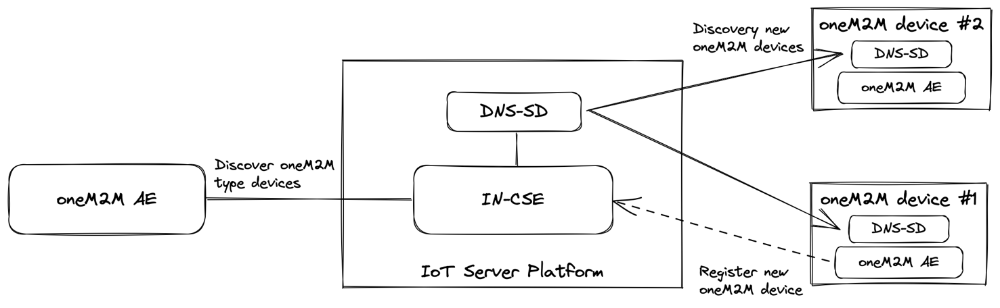 oneM2M AE
Discover oneM2M
type devices
DNS-SD
IN-CSE
IoT Server Platform
Discovery new
oneM2M devices
oneM2M device #2
DNS-SD
oneM2M AE
oneM2M device #1
DNS-SD
oneM2M AE
Register new
oneM2M device